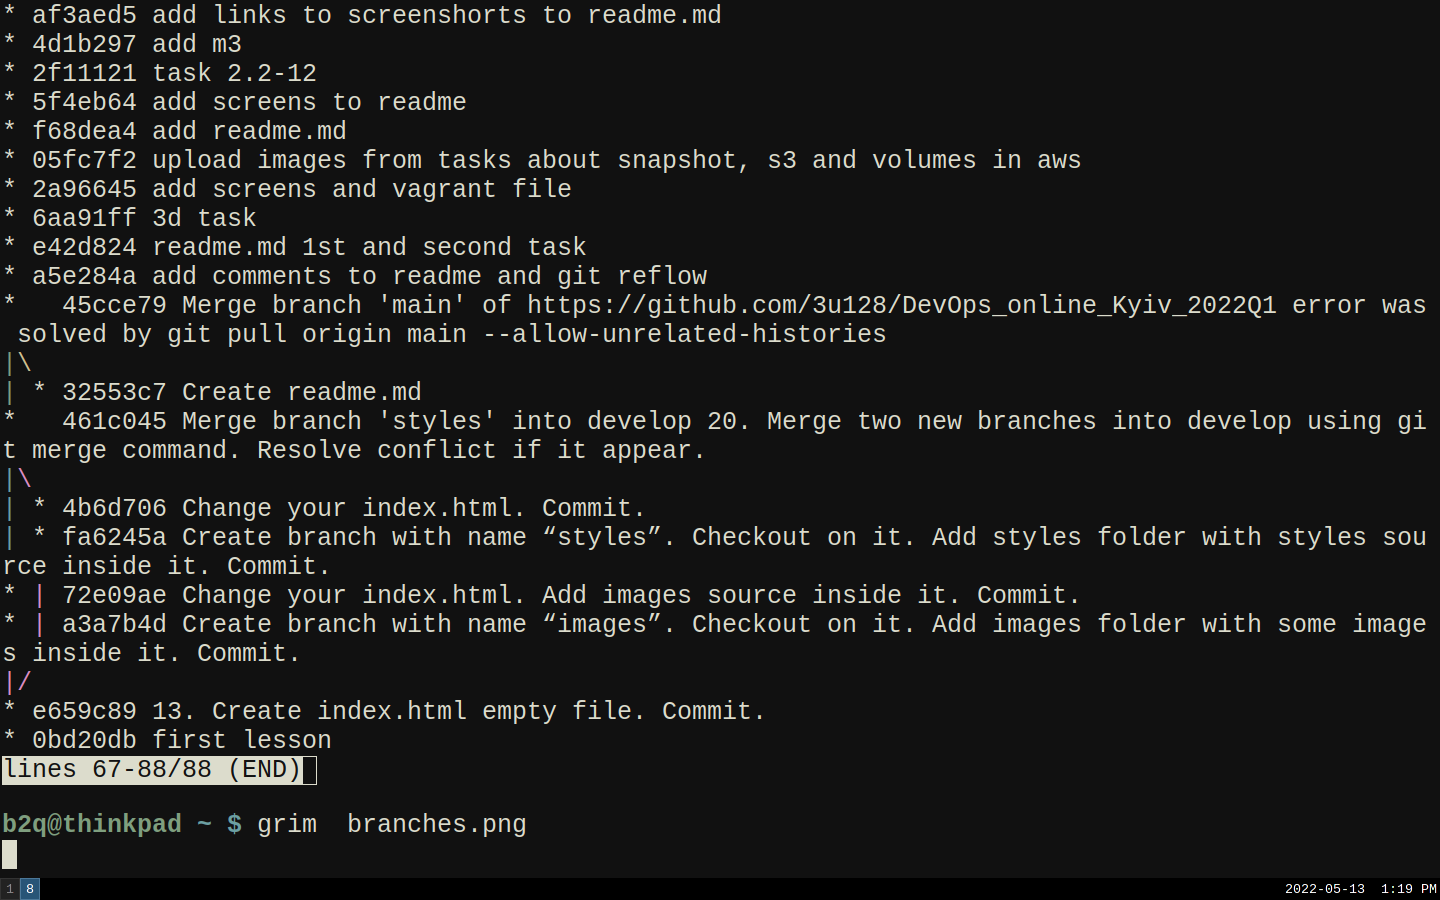 * af3aed5 add links to screenshorts to readme.md
* 4d1b297 add m3
* 2f11121 task 2.2-12
* 5f4eb64 add screens to readme
* f68dea4 add readme.md
* 05fc7f2 upload images from tasks about snapshot, s3 and volumes in aws
* 2a96645 add screens and vagrant file
* 6aa91ff 3d task
* e42d824 readme.md 1st and second task
* a5e284a add comments to readme and git reflow
*   45cce79 Merge branch 'main' of https://github.com/3u128/DevOps_online_Kyiv_2022Q1 error was
 solved by git pull origin main --allow-unrelated-histories
|\
| * 32553c7 Create readme.md
*   461c045 Merge branch 'styles' into develop 20. Merge two new branches into develop using gi
t merge command. Resolve conflict if it appear.
|\
| * 4b6d706 Change your index.html. Commit.
| * fa6245a Create branch with name “styles”. Checkout on it. Add styles folder with styles sou
rce inside it. Commit.
* | 72e09ae Change your index.html. Add images source inside it. Commit.
* | a3a7b4d Create branch with name “images”. Checkout on it. Add images folder with some image
s inside it. Commit.
|/
* e659c89 13. Create index.html empty file. Commit.
* 0bd20db first lesson
lines 67-88/88 (END)
b2q@thinkpad ~ $ grim  branches.png
1 8 2022-05-13 1:19 PM